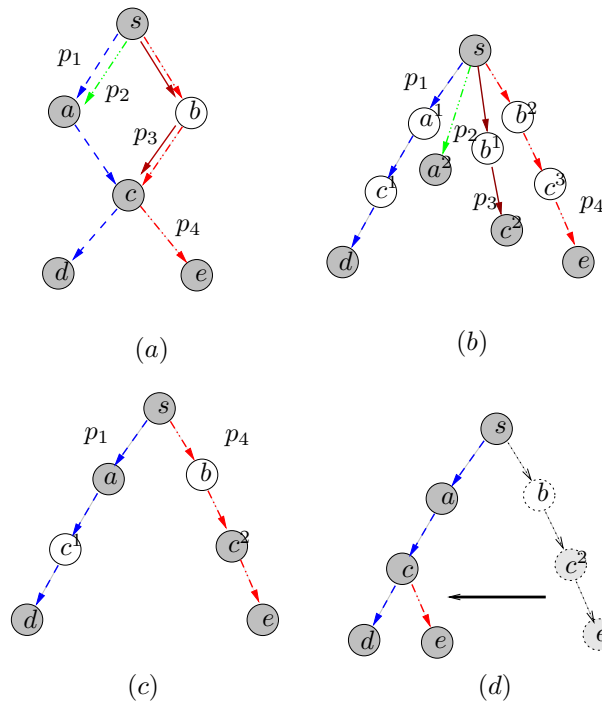 s
p₁
p₂
a
b
p₃
c
p₄
d
e
(a)
s
p₁
a¹
p₂
b²
b¹
a²
c¹
c³
p₃
p₄
c²
d
e
(b)
s
p₁
p₄
a
b
c¹
c²
d
e
(c)
s
a
b
c
c²
d
e
e
(d)